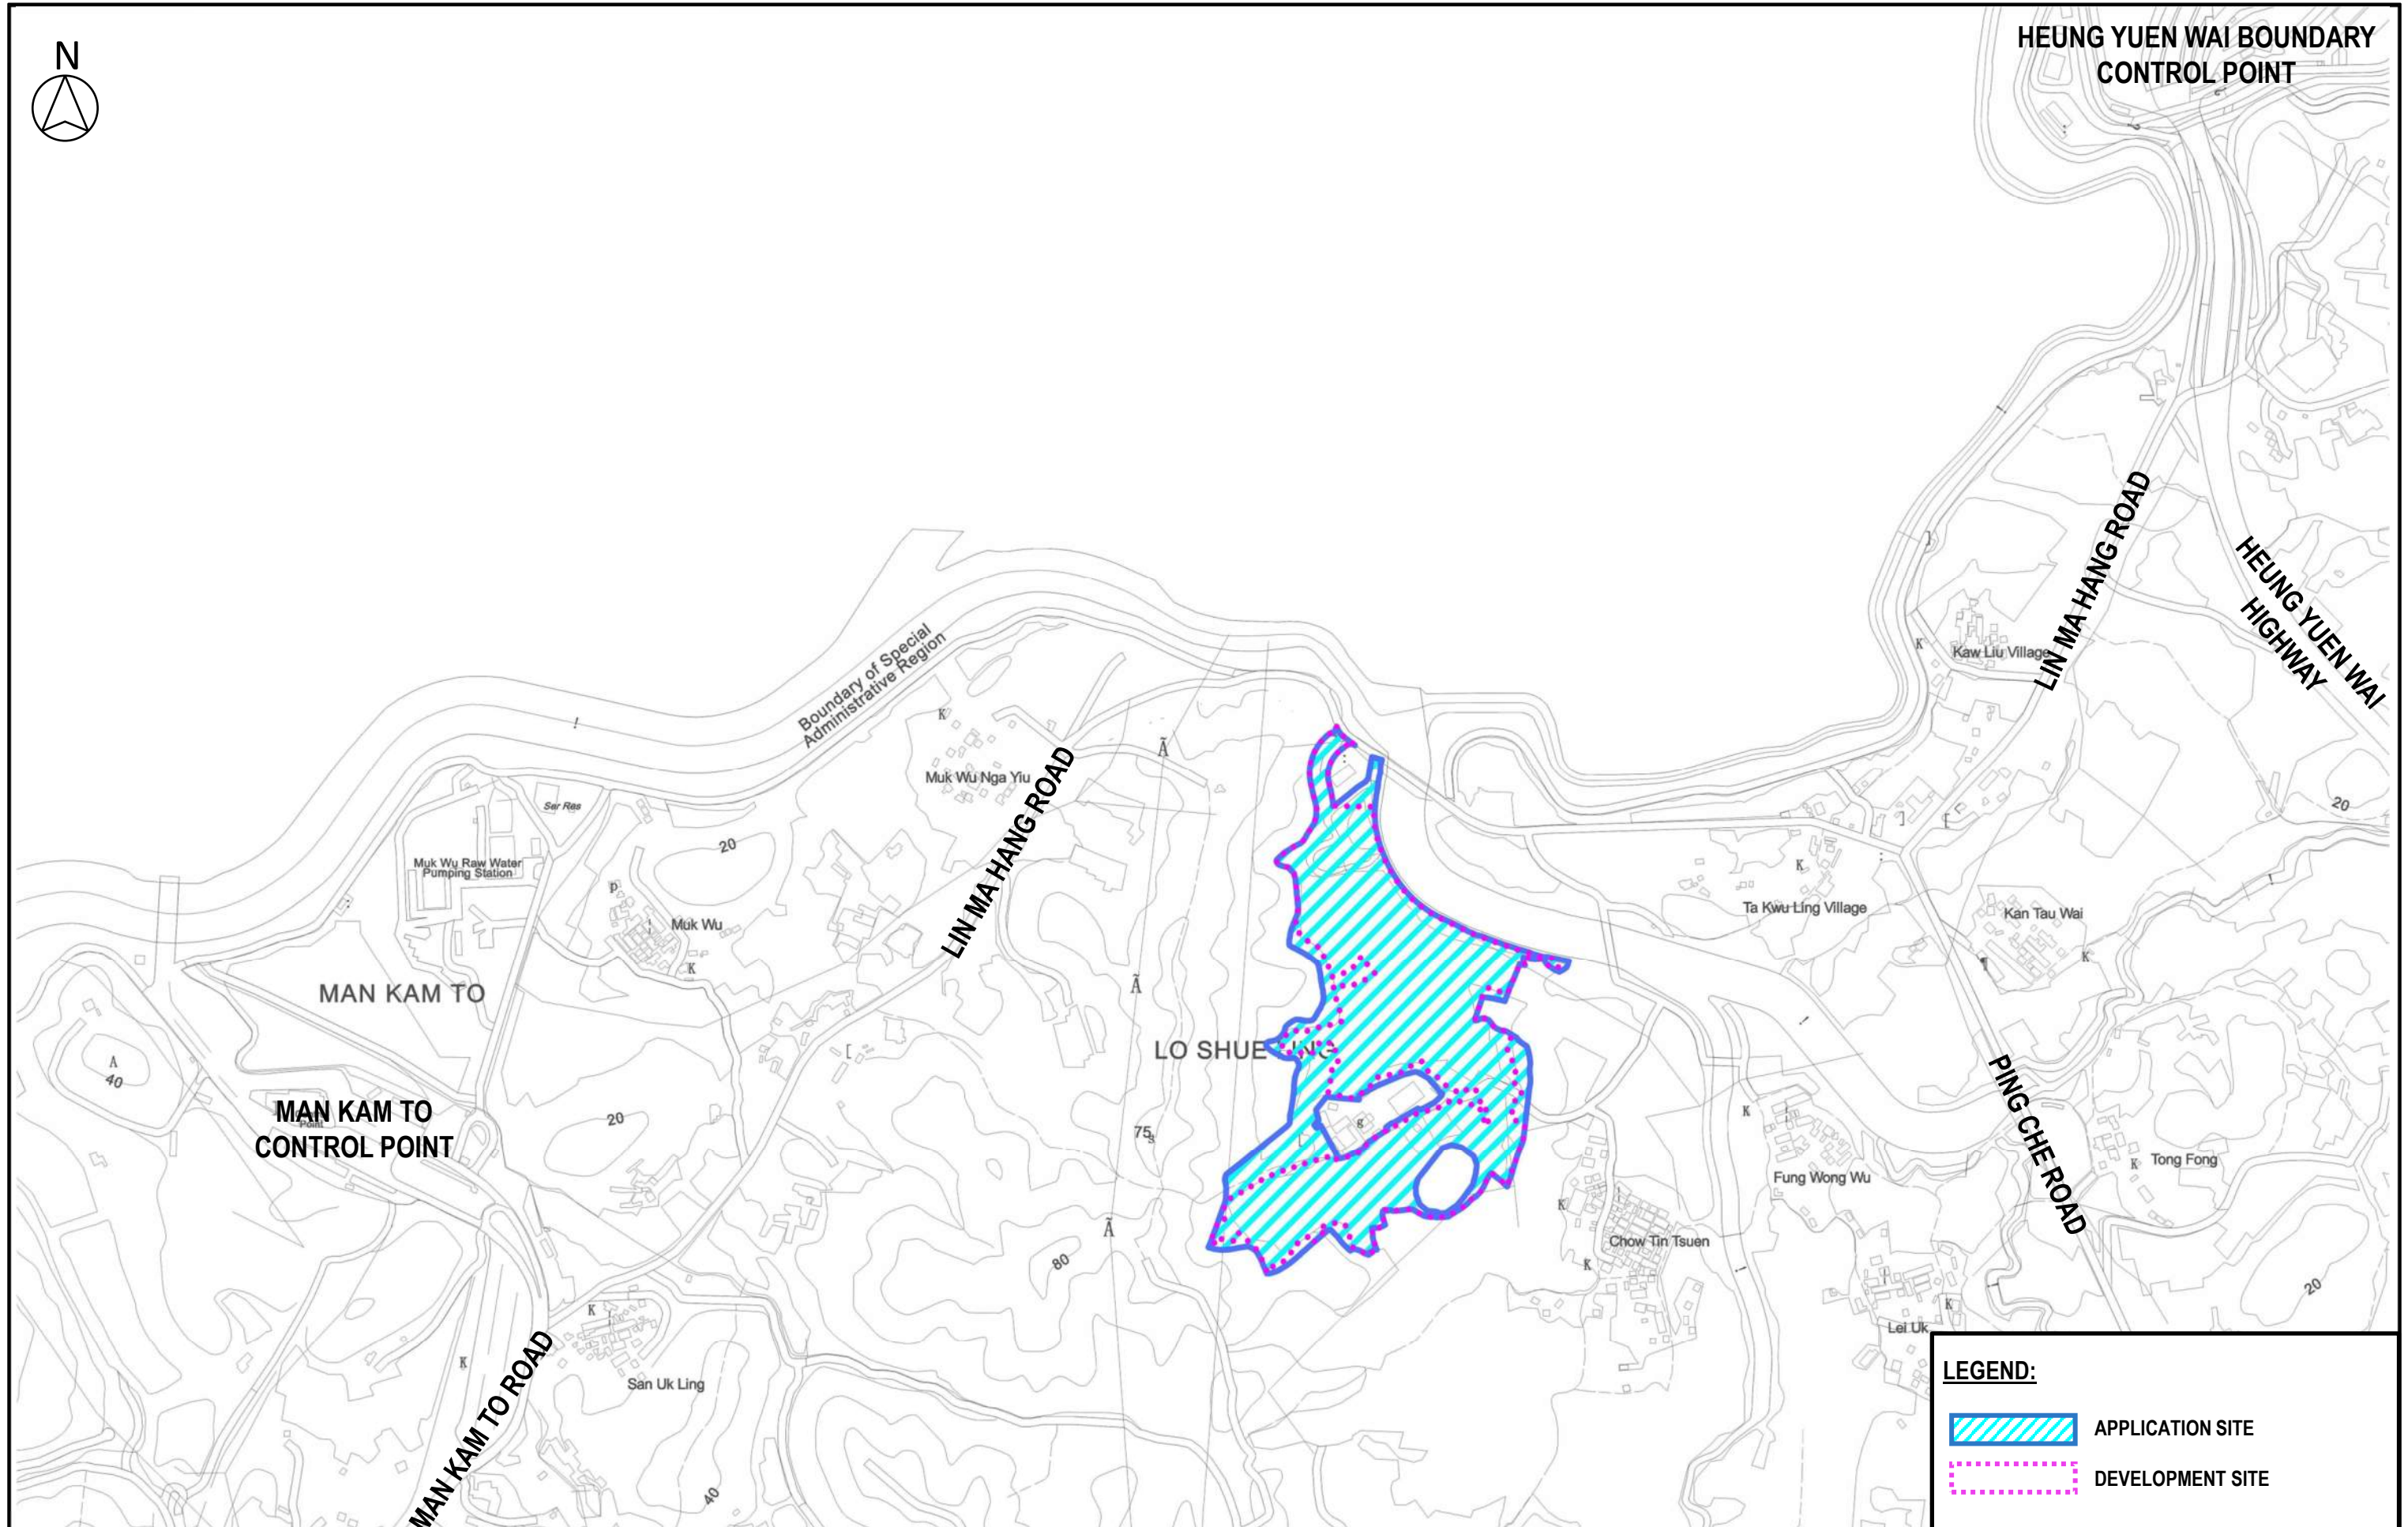 N
HEUNG YUEN WAI BOUNDARY
CONTROL POINT
LIN MA HANG ROAD
HEUNG YUEN WAI
HIGHWAY
Kaw Liu Village
Boundary of Special
Administrative Region
K
K
Muk Wu Nga Yiu
LIN MA HANG ROAD
Ã
Ser Res
20
20
Muk Wu Raw Water
Pumping Station
p
Muk Wu
K
K
Ta Kwu Ling Village
Kan Tau Wai
K
MAN KAM TO
Ã
LO SHUE LING
A
40
MAN KAM TO
CONTROL POINT
20
75
g
K
PING CHE ROAD
Fung Wong Wu
Tong Fong
K
K
Ã
Chow Tin Tsuen
K
80
20
K
K
Lei Uk
K
San Uk Ling
MAN KAM TO ROAD
40
LEGEND:
APPLICATION SITE
DEVELOPMENT SITE